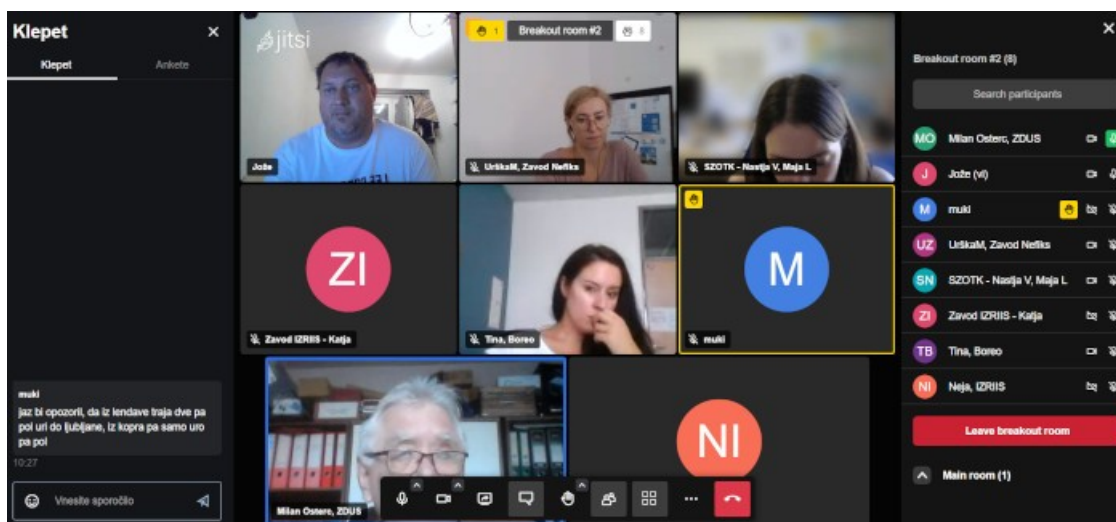 Klepet
Klepet
Ankete
muki
jaz bi opozoril, da iz lendave traja dve pa
pol uri do ljubljane, iz kopra pa samo uro
pa pol
10:27
Vnesite sporočilo
jitsi
Jože
1
Breakout room #2
8
UrškaM, Zavod Nefiks
SZOTK - Nastja V, Maja L
ZI
Zavod IZRIIS - Katja
Tina, Boreo
M
muki
Milan Osterc, ZDUS
NI
Breakout room #2 (8)
Search participants
MO
Milan Osterc, ZDUS
J
Jože (vi)
M
muki
UZ
UrškaM, Zavod Nefiks
SN
SZOTK - Nastja V, Maja L
ZI
Zavod IZRIIS - Katja
TB
Tina, Boreo
NI
Neja, IZRIIS
Leave breakout room
Main room (1)